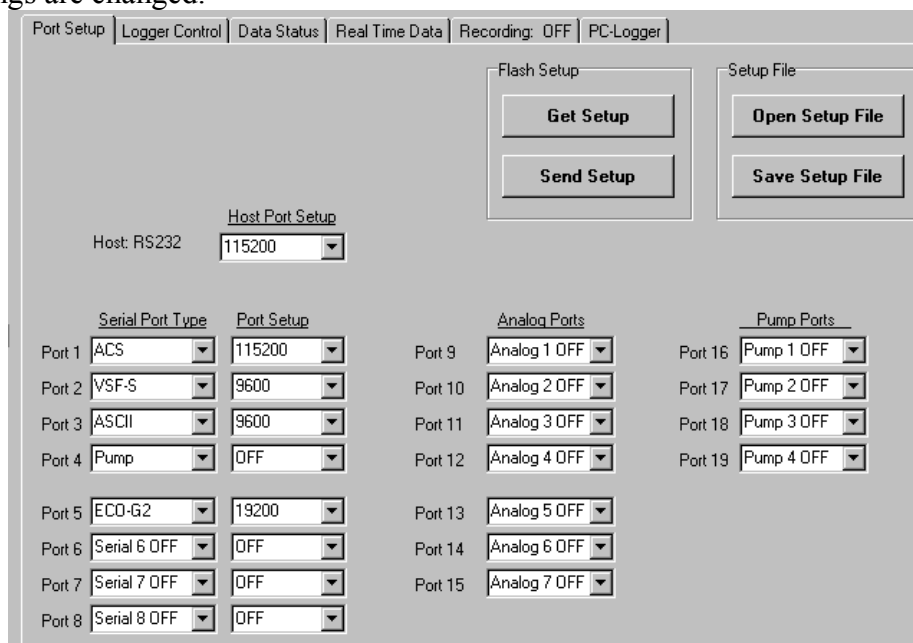 ngs are changed.
Port Setup Logger Control Data Status Real Time Data Recording: OFF PC-Logger
Flash Setup Setup File
Get Setup Open Setup File
Send Setup Save Setup File
Host Port Setup
Host: RS232 115200
Serial Port Type Port Setup Analog Ports Pump Ports
Port 1 ACS 115200 Port 9 Analog 1 OFF Port 16 Pump 1 OFF
Port 2 VSF-S 9600 Port 10 Analog 2 OFF Port 17 Pump 2 OFF
Port 3 ASCII 9600 Port 11 Analog 3 OFF Port 18 Pump 3 OFF
Port 4 Pump OFF Port 12 Analog 4 OFF Port 19 Pump 4 OFF
Port 5 ECO-G2 19200 Port 13 Analog 5 OFF
Port 6 Serial 6 OFF OFF Port 14 Analog 6 OFF
Port 7 Serial 7 OFF OFF Port 15 Analog 7 OFF
Port 8 Serial 8 OFF OFF